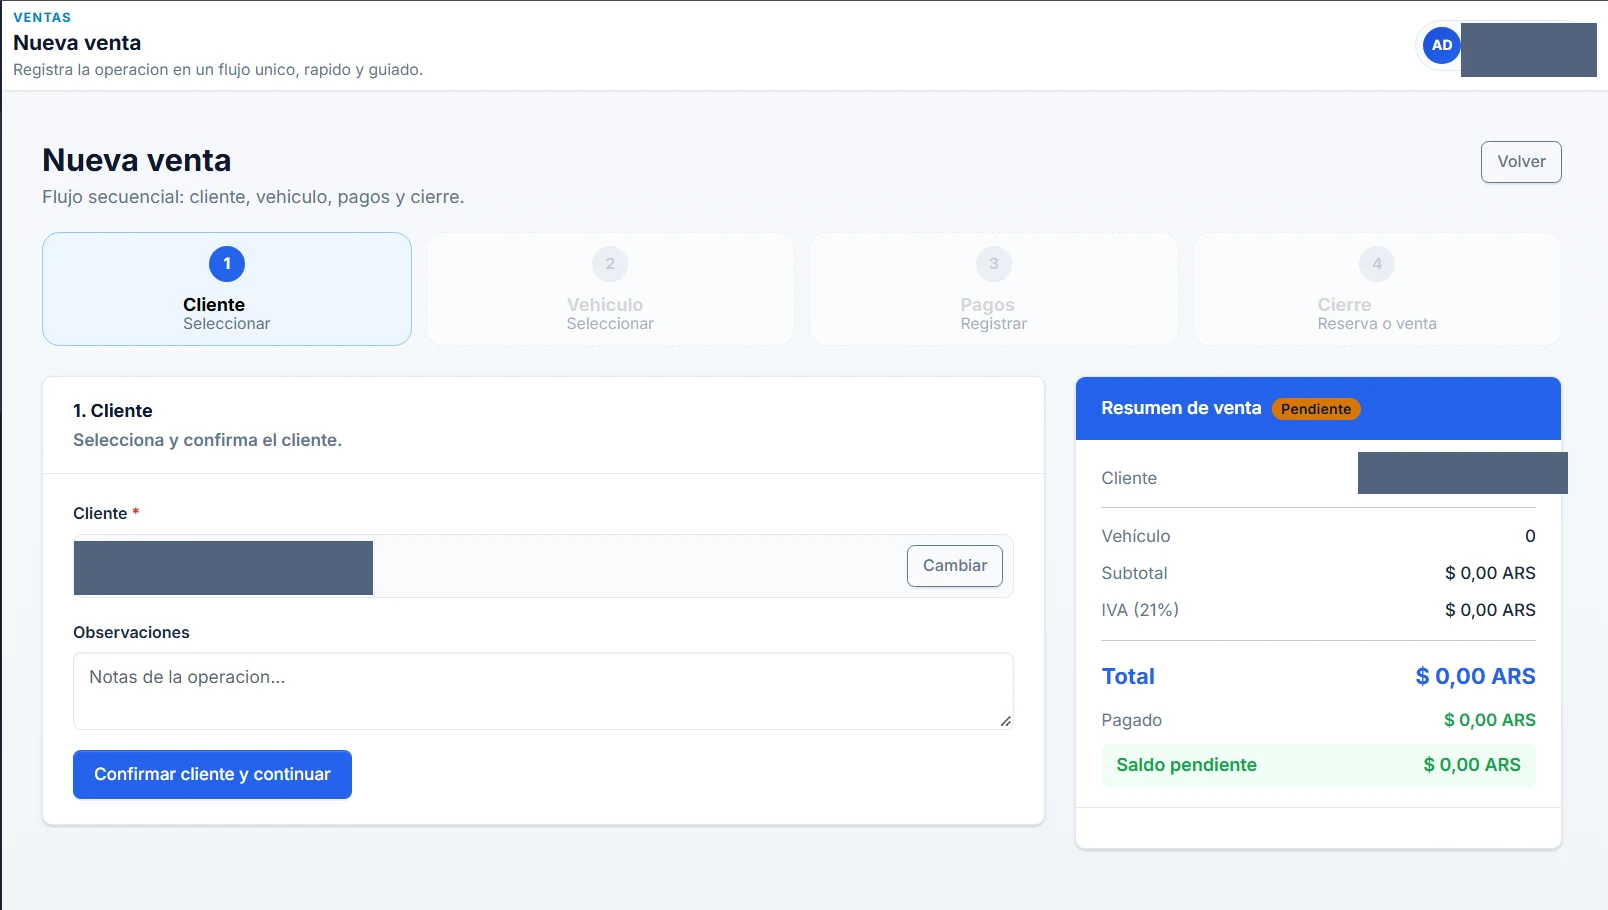 VENTAS
Nueva venta
Registra la operacion en un flujo unico, rapido y guiado.
AD
Nueva venta
Flujo secuencial: cliente, vehiculo, pagos y cierre.
Volver
1
Cliente
Seleccionar
2
Vehiculo
Seleccionar
3
Pagos
Registrar
4
Cierre
Reserva o venta
1. Cliente
Selecciona y confirma el cliente.
Cliente *
Cambiar
Observaciones
Notas de la operacion...
Confirmar cliente y continuar
Resumen de venta Pendiente
Cliente
Vehículo 0
Subtotal $ 0,00 ARS
IVA (21%) $ 0,00 ARS
Total $ 0,00 ARS
Pagado $ 0,00 ARS
Saldo pendiente $ 0,00 ARS